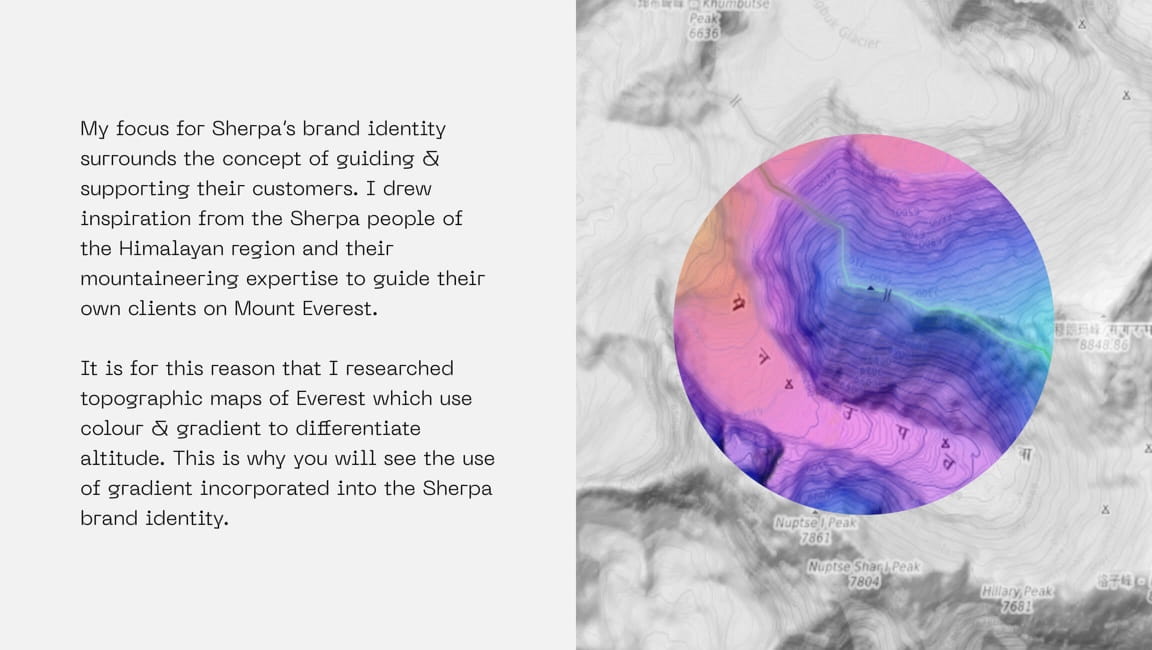 My focus for Sherpa's brand identity
surrounds the concept of guiding &
supporting their customers. I drew
inspiration from the Sherpa people of
the Himalayan region and their
mountaineering expertise to guide their
own clients on Mount Everest.
It is for this reason that I researched
topographic maps of Everest which use
colour & gradient to differentiate
altitude. This is why you will see the use
of gradient incorporated into the Sherpa
brand identity.
Khumbutse
Peak
6636
Glacier
8848.86
Nuptse I Peak
7861
Nuptse Shar I Peak
7804
Hillary Peak
7681